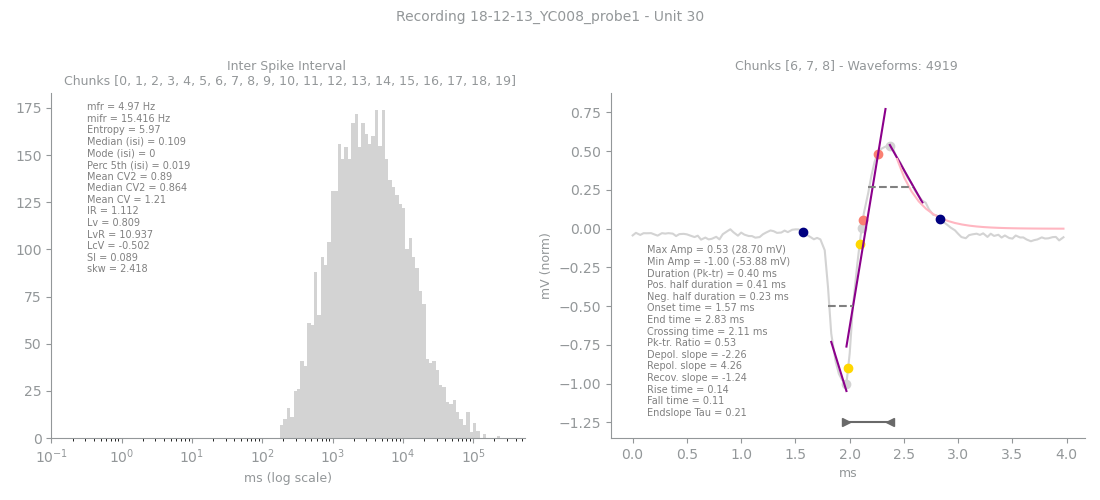 Recording 18-12-13_YC008_probe1 - Unit 30
Inter Spike Interval
Chunks [0, 1, 2, 3, 4, 5, 6, 7, 8, 9, 10, 11, 12, 13, 14, 15, 16, 17, 18, 19]
175
150
125
100
75
50
25
0
mfr = 4.97 Hz
mifr = 15.416 Hz
Entropy = 5.97
Median (isi) = 0.109
Mode (isi) = 0
Perc 5th (isi) = 0.019
Mean CV2 = 0.89
Median CV2 = 0.864
Mean CV = 1.21
IR = 1.112
Lv = 0.809
LvR = 10.937
LcV = -0.502
SI = 0.089
skw = 2.418
10⁻¹ 10⁰ 10¹ 10² 10³ 10⁴ 10⁵
ms (log scale)
Chunks [6, 7, 8] - Waveforms: 4919
mV (norm)
0.75
0.50
0.25
0.00
−0.25
−0.50
−0.75
−1.00
−1.25
Max Amp = 0.53 (28.70 mV)
Min Amp = -1.00 (-53.88 mV)
Duration (Pk-tr) = 0.40 ms
Pos. half duration = 0.41 ms
Neg. half duration = 0.23 ms
Onset time = 1.57 ms
End time = 2.83 ms
Crossing time = 2.11 ms
Pk-tr. Ratio = 0.53
Depol. slope = -2.26
Repol. slope = 4.26
Recov. slope = -1.24
Rise time = 0.14
Fall time = 0.11
Endslope Tau = 0.21
0.0 0.5 1.0 1.5 2.0 2.5 3.0 3.5 4.0
ms